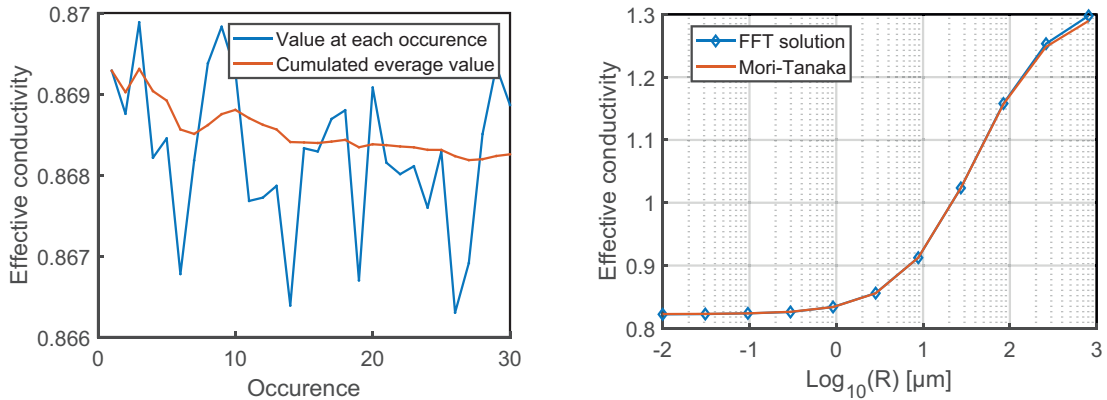 0.87
0.869
0.868
0.867
0.866
0
10
20
30
Effective conductivity
Occurence
Value at each occurence
Cumulated everage value
1.3
1.2
1.1
1
0.9
0.8
-2
-1
0
1
2
3
Effective conductivity
Log10(R) [μm]
FFT solution
Mori-Tanaka